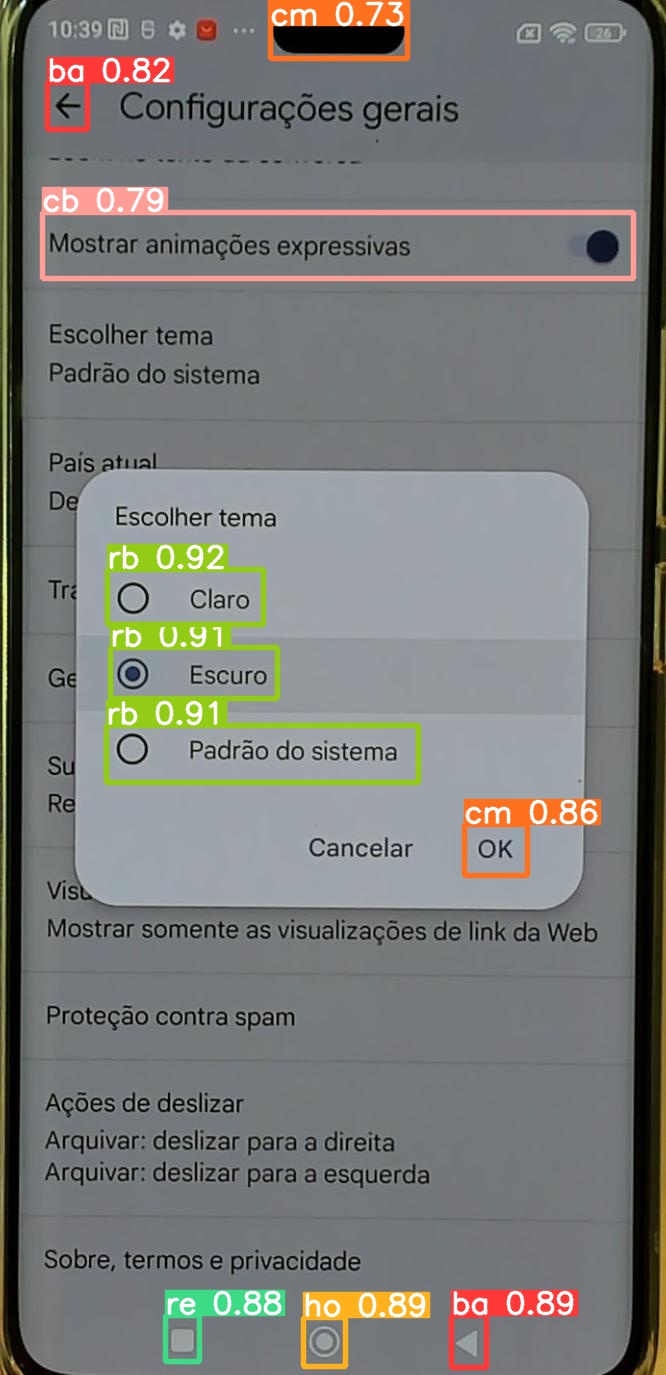 cm 0.73
10:39
26
ba 0.82
Configurações gerais
cb 0.79
Mostrar animações expressivas
Escolher tema
Padrão do sistema
País atual
De
Escolher tema
rb 0.92
Claro
Tra
rb 0.91
Escuro
Ge
rb 0.91
Padrão do sistema
Su
Re
cm 0.86
Cancelar
OK
Visu
Mostrar somente as visualizações de link da Web
Proteção contra spam
Ações de deslizar
Arquivar: deslizar para a direita
Arquivar: deslizar para a esquerda
Sobre, termos e privacidade
re 0.88
ho 0.89
ba 0.89